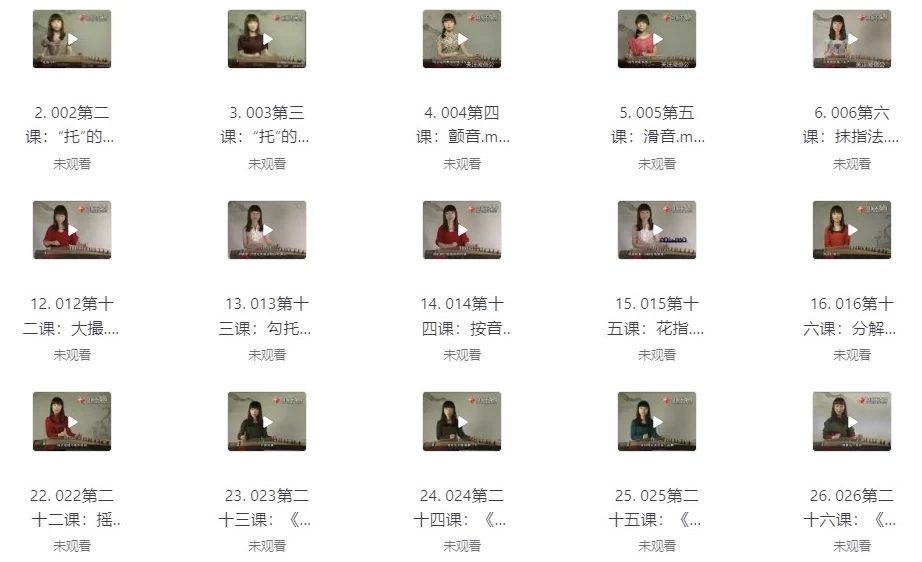 2. 002第二
课：“托”的...
未观看
3. 003第三
课：“托”的...
未观看
4. 004第四
课：颤音.m...
未观看
5. 005第五
课：滑音.m...
未观看
6. 006第六
课：抹指法....
未观看
12. 012第十
二课：大撮....
未观看
13. 013第十
三课：勾托...
未观看
14. 014第十
四课：按音..
未观看
15. 015第十
五课：花指....
未观看
16. 016第十
六课：分解...
未观看
22. 022第二
十二课：摇..
未观看
23. 023第二
十三课：《...
未观看
24. 024第二
十四课：《...
未观看
25. 025第二
十五课：《...
未观看
26. 026第二
十六课：《...
未观看